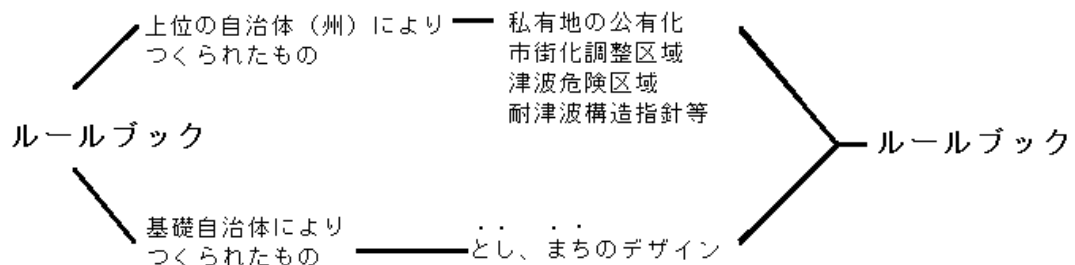 上位の自治体（州）により
つくられたもの
私有地の公有化
市街化調整区域
津波危険区域
耐津波構造指針等
ルールブック
ルールブック
基礎自治体により
つくられたもの
とし、まちのデザイン